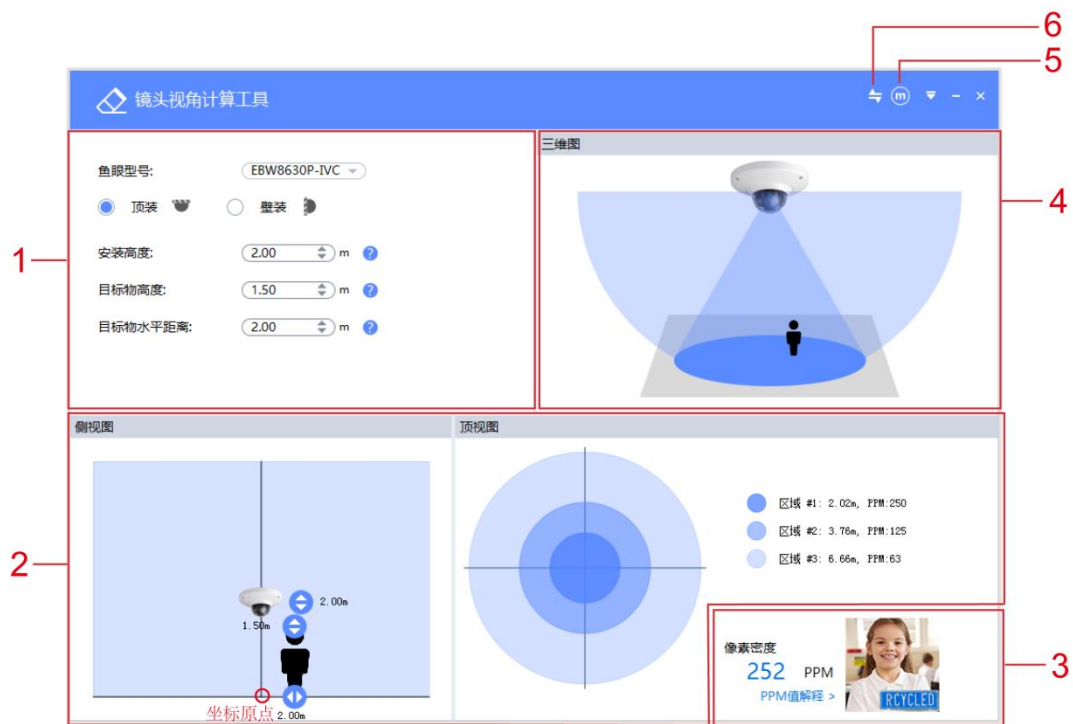 6
5
镜头视角计算工具
m
三维图
鱼眼型号:
EBW8630P-IVC
顶装
壁装
4
1
安装高度:
2.00
m
?
目标物高度:
1.50
m
?
目标物水平距离:
2.00
m
?
侧视图
顶视图
区域 #1: 2.02m, PPM:250
区域 #2: 3.76m, PPM:125
区域 #3: 6.66m, PPM:63
2
2.00m
1.50m
坐标原点
2.00m
像素密度
252 PPM
PPM值解释 >
RCYCLED
3